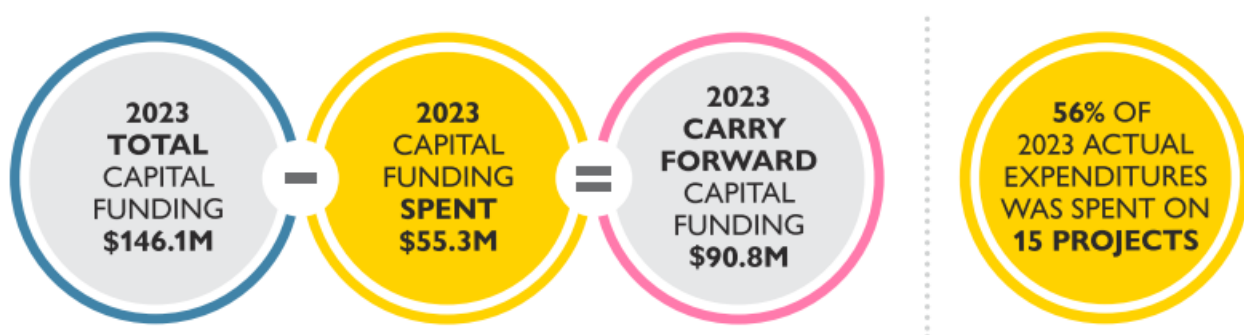 2023
TOTAL
CAPITAL
FUNDING
$146.1M
-
2023
CAPITAL
FUNDING
SPENT
$55.3M
=
2023
CARRY
FORWARD
CAPITAL
FUNDING
$90.8M
56% OF
2023 ACTUAL
EXPENDITURES
WAS SPENT ON
15 PROJECTS